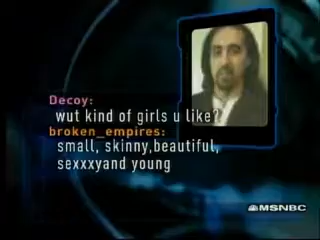 Decoy:
wut kind of girls u like?
broken_empires:
small, skinny,beautiful,
sexxxyand young
MSNBC